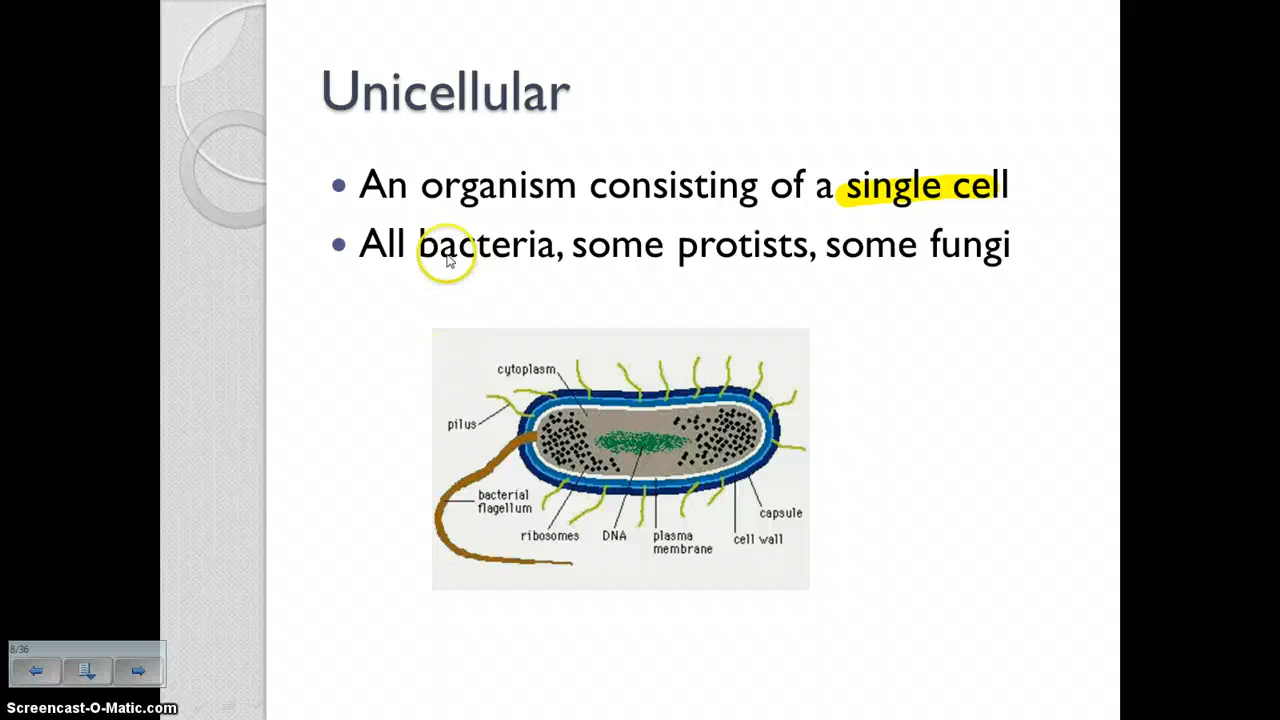 Unicellular
An organism consisting of a single cell
All bacteria, some protists, some fungi
cytoplasm
pilus
bacterial
flagellum
ribosomes
DNA
plasma
membrane
cell wall
capsule
8/36
Screencast-O-Matic.com